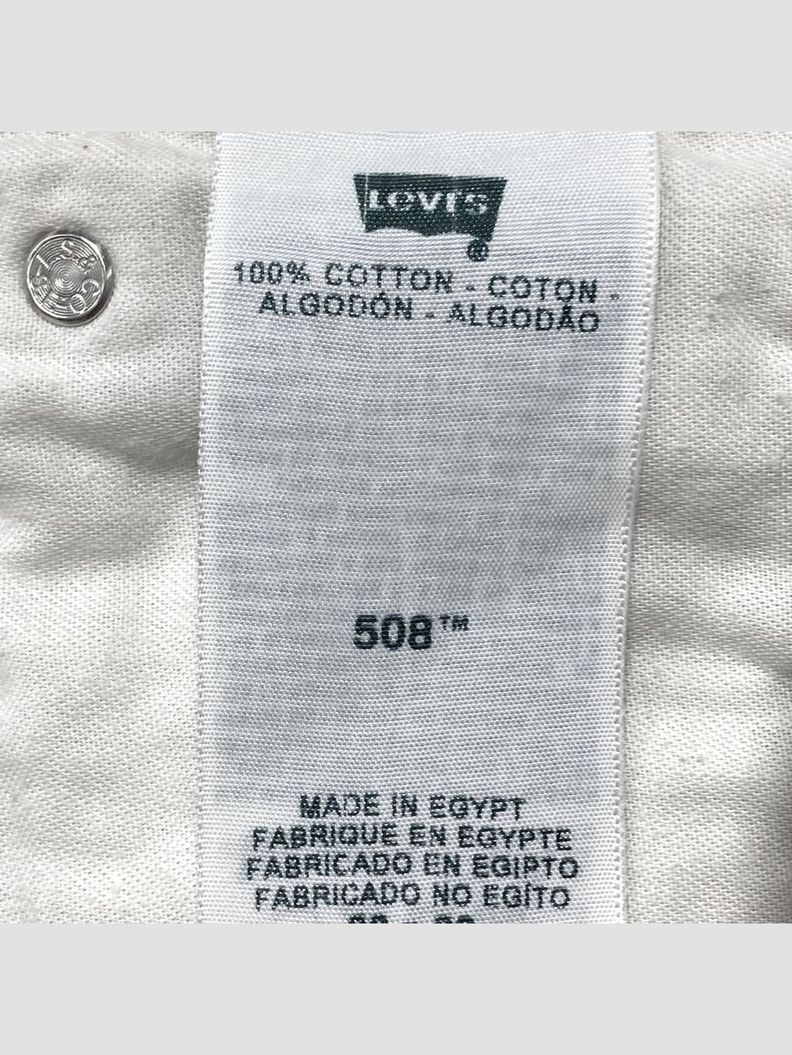 LEVI'S
®
100% COTTON - COTON -
ALGODÓN - ALGODÃO
508™
MADE IN EGYPT
FABRIQUE EN EGYPTE
FABRICADO EN EGIPTO
FABRICADO NO EGÍTO